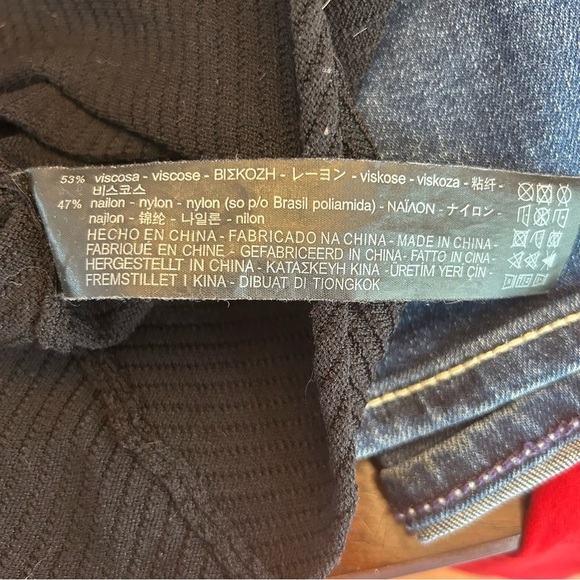 53% viscosa - viscose - ΒΙΣΚΟΖΗ - レーヨン - viskose - viskoza - 粘纤 -
비스코스
47% nailon - nylon - nylon (so p/o Brasil poliamida) - ΝΑΪΛΟΝ - ナイロン -
najlon - 锦纶 - 나일론 - nilon
HECHO EN CHINA - FABRICADO NA CHINA - MADE IN CHINA -
FABRIQUÉ EN CHINE - GEFABRICEERD IN CHINA - FATTO IN CINA -
HERGESTELLT IN CHINA - ΚΑΤΑΣΚΕΥΗ ΚΙΝΑ - ÜRETİM YERİ ÇİN -
FREMSTILLET I KINA - DIBUAT DI TIONGKOK